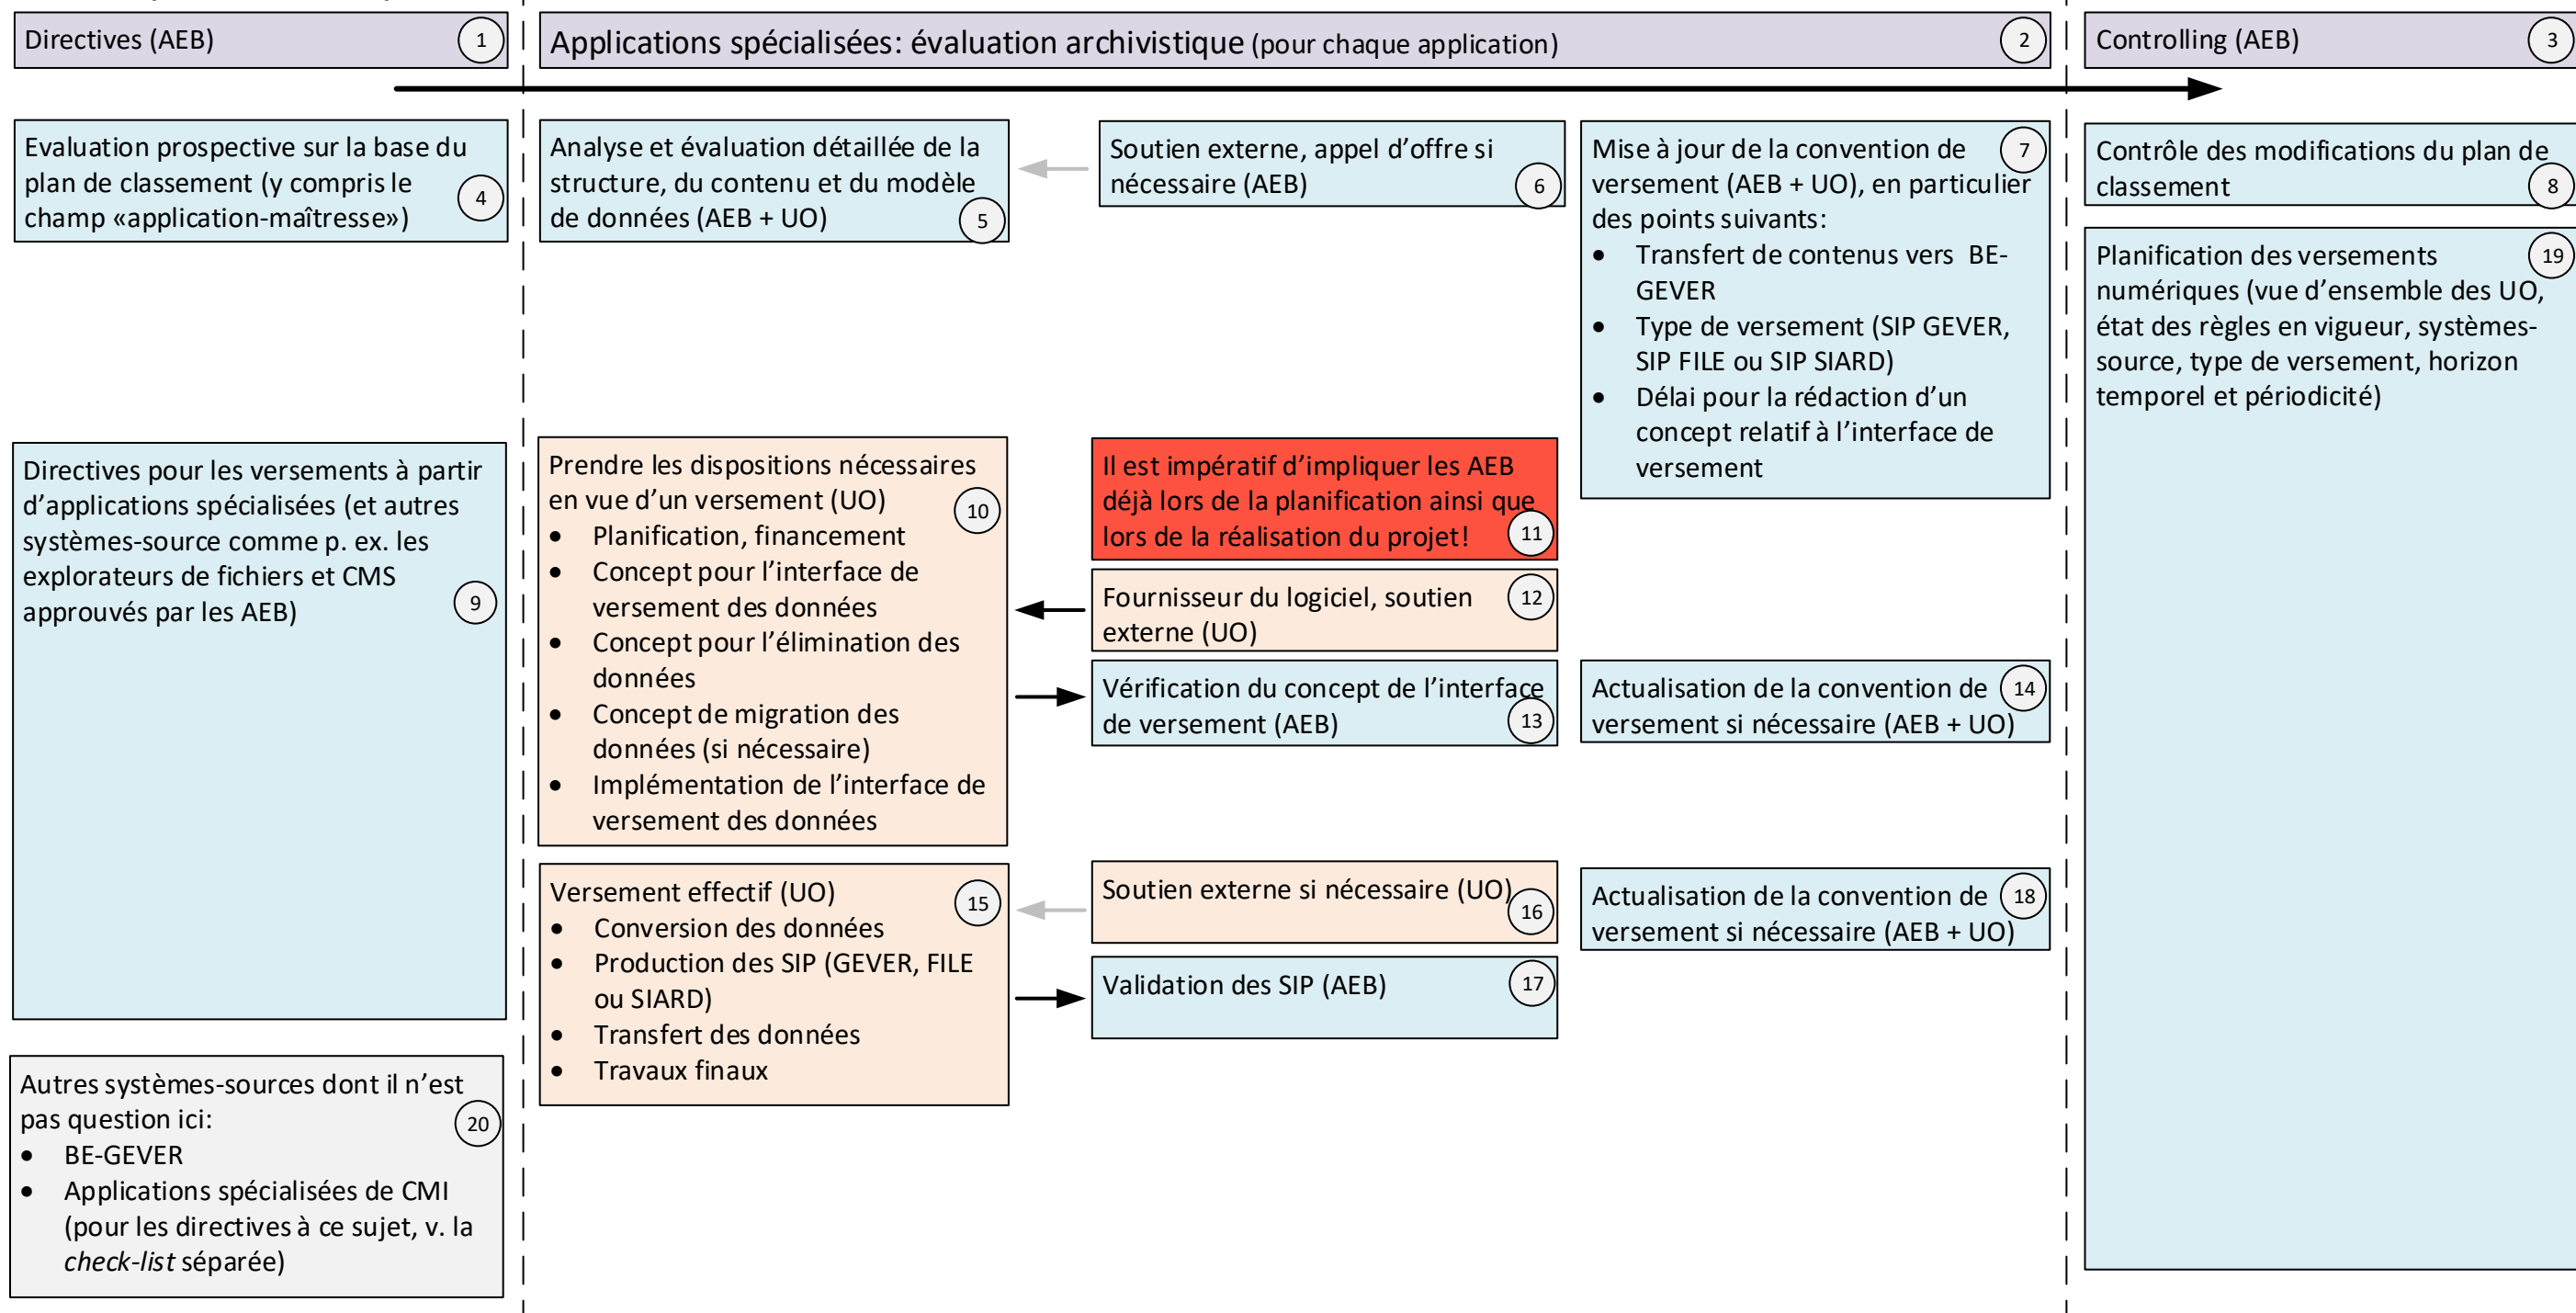 Directives (AEB)
1
Applications spécialisées: évaluation archivistique (pour chaque application)
2
Controlling (AEB)
3
Evaluation prospective sur la base du
plan de classement (y compris le
champ «application-maîtresse»)
4
Analyse et évaluation détaillée de la
structure, du contenu et du modèle
de données (AEB + UO)
5
Soutien externe, appel d’offre si
nécessaire (AEB)
6
Mise à jour de la convention de
versement (AEB + UO), en particulier
des points suivants:
• Transfert de contenus vers BE-
GEVER
• Type de versement (SIP GEVER,
SIP FILE ou SIP SIARD)
• Délai pour la rédaction d’un
concept relatif à l’interface de
versement
7
Contrôle des modifications du plan de
classement
8
Planification des versements
numériques (vue d’ensemble des UO,
état des règles en vigueur, systèmes-
source, type de versement, horizon
temporel et périodicité)
19
Directives pour les versements à partir
d’applications spécialisées (et autres
systèmes-source comme p. ex. les
explorateurs de fichiers et CMS
approuvés par les AEB)
9
Prendre les dispositions nécessaires
en vue d’un versement (UO)
10
• Planification, financement
• Concept pour l’interface de
versement des données
• Concept pour l’élimination des
données
• Concept de migration des
données (si nécessaire)
• Implémentation de l’interface de
versement des données
Il est impératif d’impliquer les AEB
déjà lors de la planification ainsi que
lors de la réalisation du projet!
11
Fournisseur du logiciel, soutien
externe (UO)
12
Vérification du concept de l’interface
de versement (AEB)
13
Actualisation de la convention de
versement si nécessaire (AEB + UO)
14
Versement effectif (UO)
15
• Conversion des données
• Production des SIP (GEVER, FILE
ou SIARD)
• Transfert des données
• Travaux finaux
Soutien externe si nécessaire (UO)
16
Validation des SIP (AEB)
17
Actualisation de la convention de
versement si nécessaire (AEB + UO)
18
Autres systèmes-sources dont il n’est
pas question ici:
20
• BE-GEVER
• Applications spécialisées de CMI
(pour les directives à ce sujet, v. la
check-list séparée)